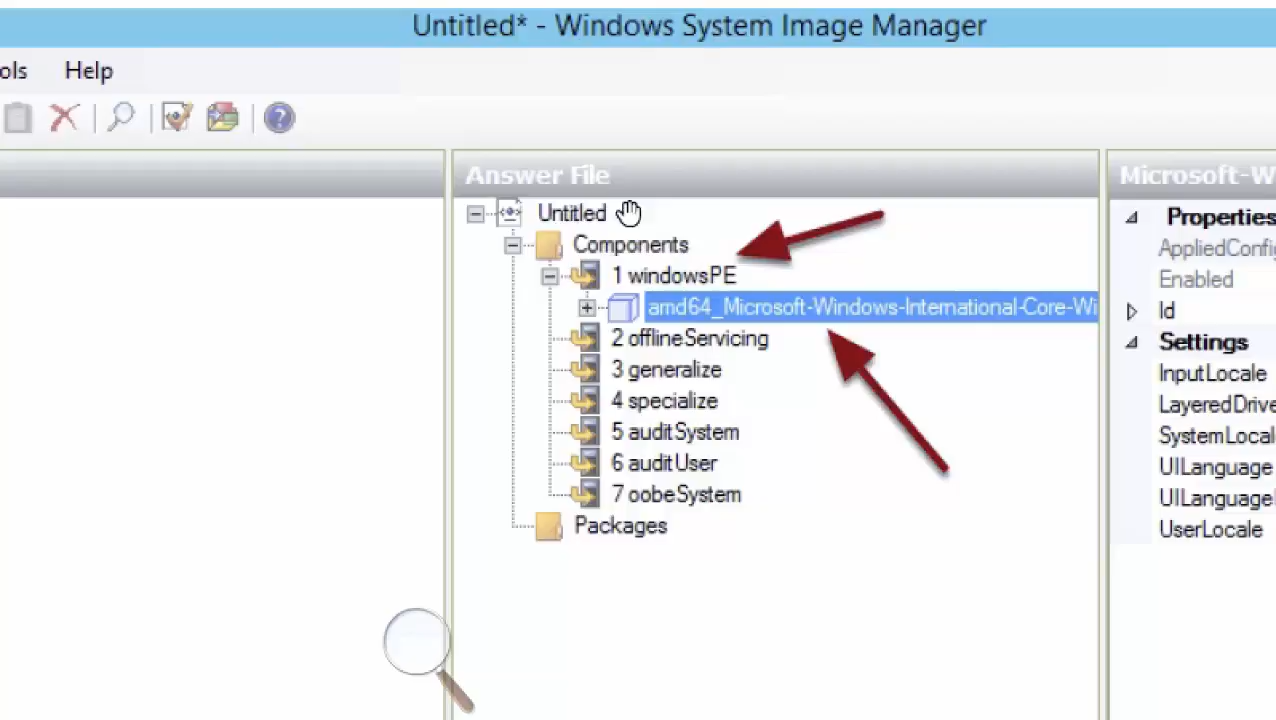 Untitled* - Windows System Image Manager
ols Help
Answer File
Untitled
Components
1 windowsPE
amd64_Microsoft-Windows-International-Core-Wi
2 offlineServicing
3 generalize
4 specialize
5 auditSystem
6 auditUser
7 oobeSystem
Packages
Microsoft-W
Properties
AppliedConfig
Enabled
Id
Settings
InputLocale
LayeredDrive
SystemLocal
UILanguage
UILanguage
UserLocale